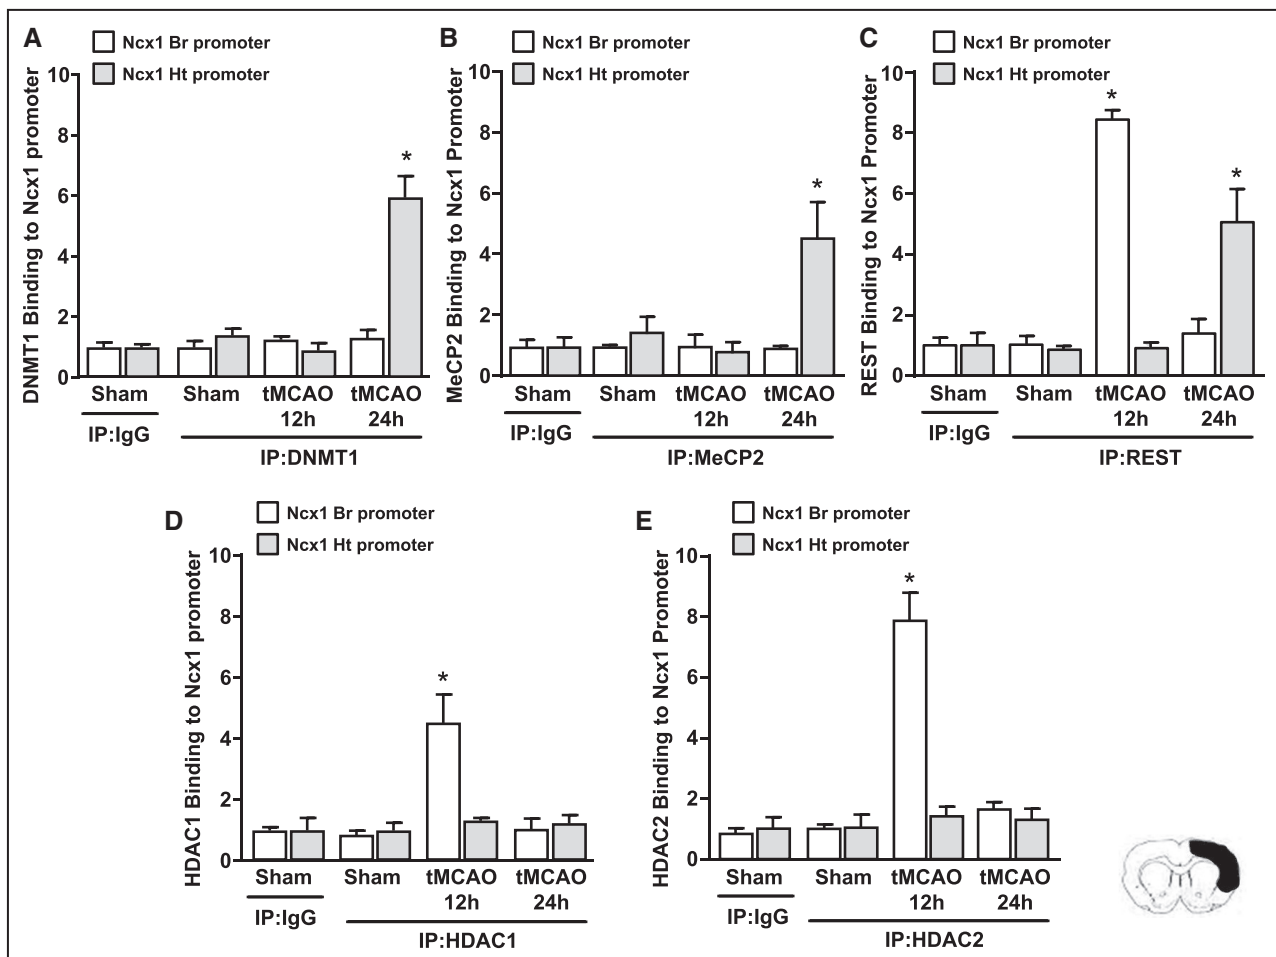 A
Ncx1 Br promoter
Ncx1 Ht promoter
DNMT1 Binding to Ncx1 promoter
10
8
6
4
2
0
*
Sham Sham tMCAO tMCAO
12h 24h
IP:IgG
IP:DNMT1
B
Ncx1 Br promoter
Ncx1 Ht promoter
MeCP2 Binding to Ncx1 Promoter
10
8
6
4
2
0
*
Sham Sham tMCAO tMCAO
12h 24h
IP:IgG
IP:MeCP2
C
Ncx1 Br promoter
Ncx1 Ht promoter
REST Binding to Ncx1 Promoter
10
8
6
4
2
0
*
*
Sham Sham tMCAO tMCAO
12h 24h
IP:IgG
IP:REST
D
Ncx1 Br promoter
Ncx1 Ht promoter
HDAC1 Binding to Ncx1 promoter
10
8
6
4
2
0
*
Sham Sham tMCAO tMCAO
12h 24h
IP:IgG
IP:HDAC1
E
Ncx1 Br promoter
Ncx1 Ht promoter
HDAC2 Binding to Ncx1 Promoter
10
8
6
4
2
0
*
Sham Sham tMCAO tMCAO
12h 24h
IP:IgG
IP:HDAC2